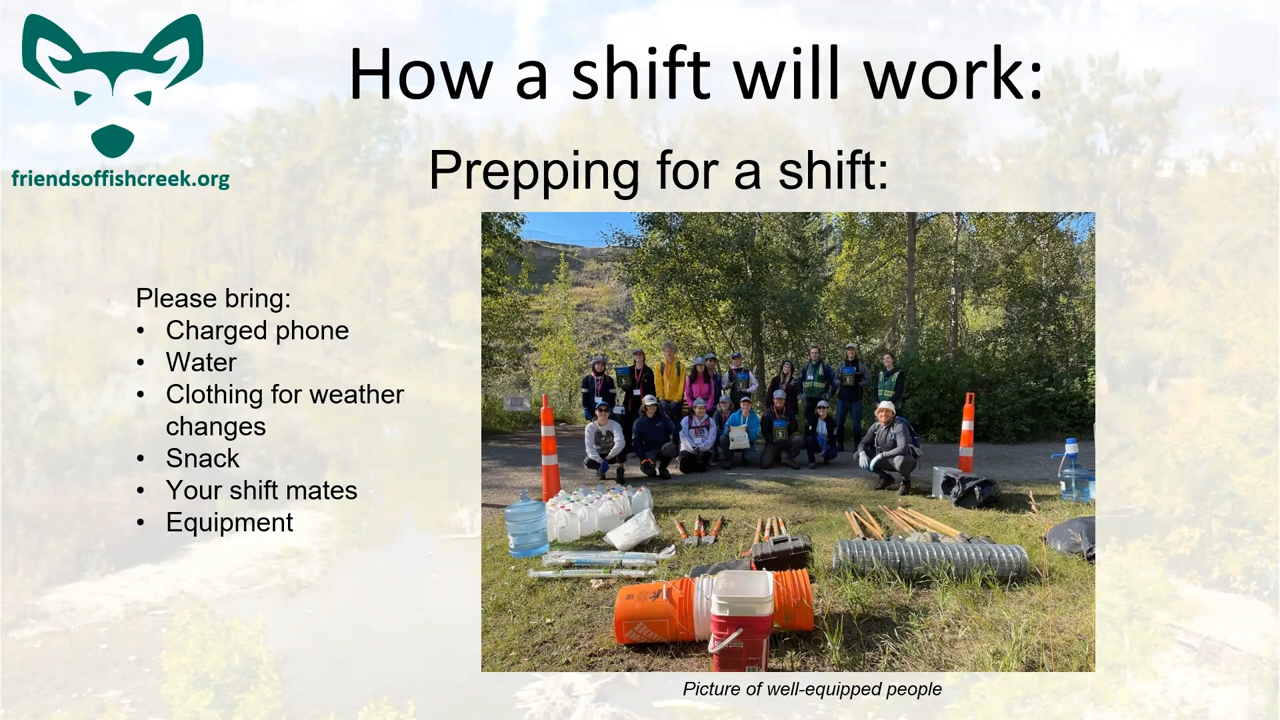 How a shift will work:
friendsoffishcreek.org
Prepping for a shift:
Please bring:
• Charged phone
• Water
• Clothing for weather
changes
• Snack
• Your shift mates
• Equipment
Picture of well-equipped people